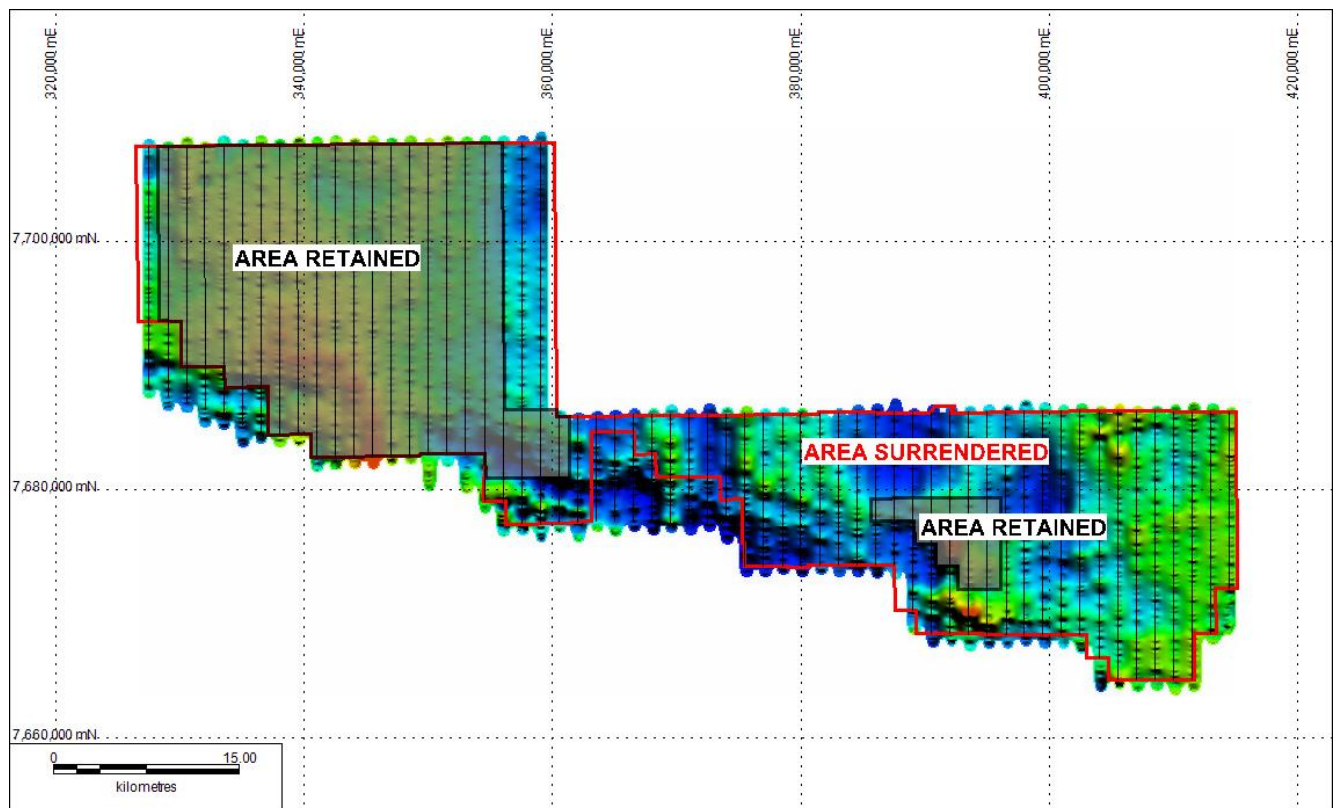 320,000 mE
340,000 mE
360,000 mE
380,000 mE
400,000 mE
420,000 mE
7,700,000 mN
AREA RETAINED
AREA SURRENDERED
7,680,000 mN
AREA RETAINED
7,660,000 mN
0 15.00
kilometres